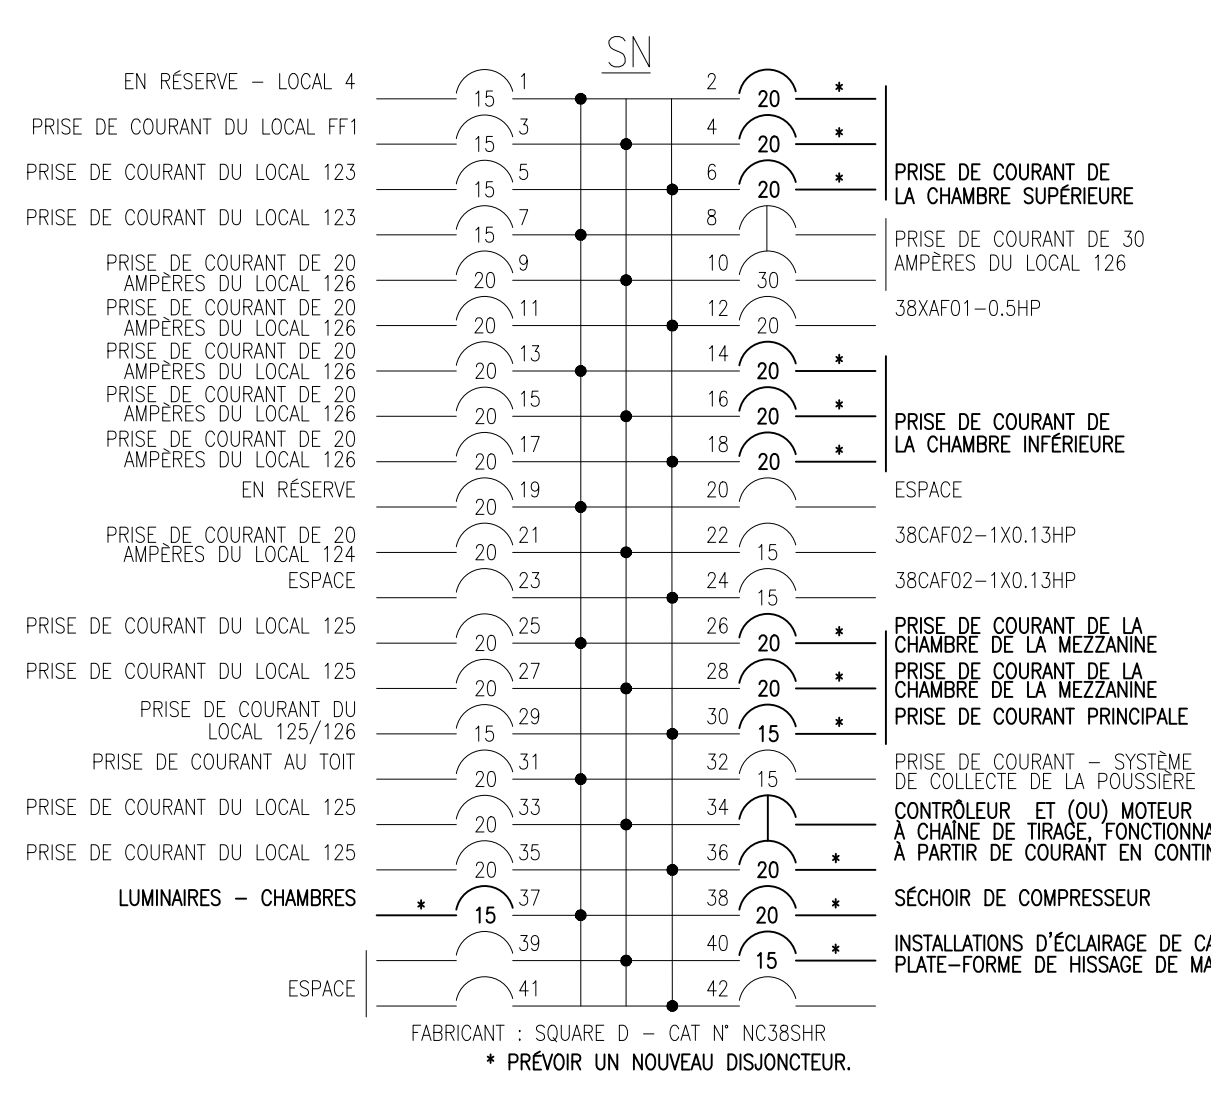 SN
EN RÉSERVE – LOCAL 4
15
1
2
20
*
PRISE DE COURANT DU LOCAL FF1
15
3
4
20
*
PRISE DE COURANT DU LOCAL 123
15
5
6
20
*
PRISE DE COURANT DE
LA CHAMBRE SUPÉRIEURE
PRISE DE COURANT DU LOCAL 123
15
7
8
PRISE DE COURANT DE 30
AMPÈRES DU LOCAL 126
PRISE DE COURANT DE 20
AMPÈRES DU LOCAL 126
20
9
10
30
PRISE DE COURANT DE 20
AMPÈRES DU LOCAL 126
20
11
12
20
38XAF01-0.5HP
PRISE DE COURANT DE 20
AMPÈRES DU LOCAL 126
20
13
14
20
*
PRISE DE COURANT DE 20
AMPÈRES DU LOCAL 126
20
15
16
20
*
PRISE DE COURANT DE
LA CHAMBRE INFÉRIEURE
PRISE DE COURANT DE 20
AMPÈRES DU LOCAL 126
20
17
18
20
*
EN RÉSERVE
20
19
20
ESPACE
PRISE DE COURANT DE 20
AMPÈRES DU LOCAL 124
20
21
22
15
38CAF02-1X0.13HP
ESPACE
23
24
15
38CAF02-1X0.13HP
PRISE DE COURANT DU LOCAL 125
20
25
26
20
*
PRISE DE COURANT DE LA
CHAMBRE DE LA MEZZANINE
PRISE DE COURANT DU LOCAL 125
20
27
28
20
*
PRISE DE COURANT DE LA
CHAMBRE DE LA MEZZANINE
PRISE DE COURANT DU
LOCAL 125/126
15
29
30
15
*
PRISE DE COURANT PRINCIPALE
PRISE DE COURANT AU TOIT
20
31
32
15
PRISE DE COURANT – SYSTÈME
DE COLLECTE DE LA POUSSIÈRE
PRISE DE COURANT DU LOCAL 125
20
33
34
CONTRÔLEUR ET (OU) MOTEUR
À CHAÎNE DE TIRAGE, FONCTIONNA
À PARTIR DE COURANT EN CONTIN
PRISE DE COURANT DU LOCAL 125
20
35
36
20
*
LUMINAIRES – CHAMBRES
*
15
37
38
20
*
SÉCHOIR DE COMPRESSEUR
39
40
15
*
INSTALLATIONS D'ÉCLAIRAGE DE CA
PLATE-FORME DE HISSAGE DE MA
ESPACE
41
42
FABRICANT : SQUARE D – CAT N° NC38SHR
* PRÉVOIR UN NOUVEAU DISJONCTEUR.